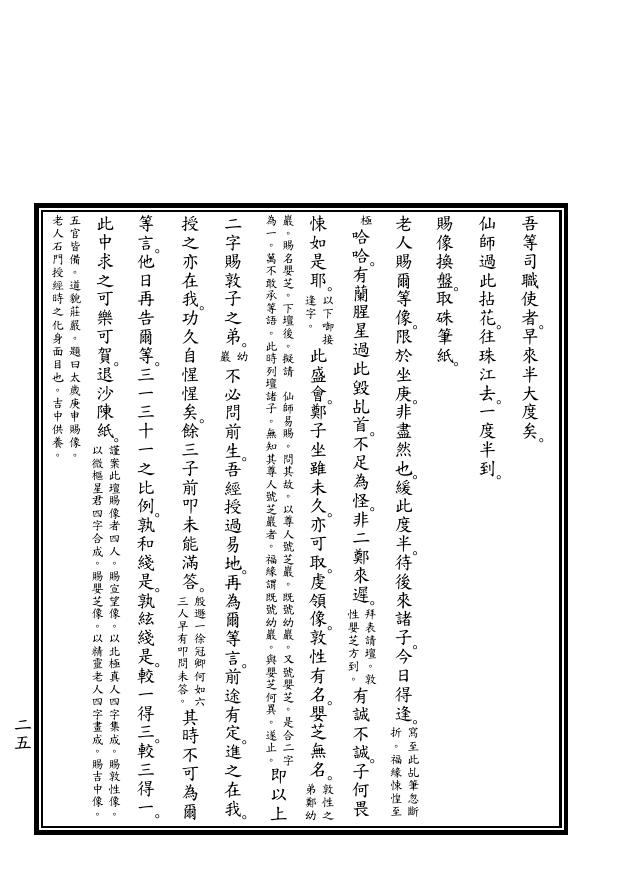 吾等司職使者。早來半大度矣。
仙師過此拈花。往珠江去。一度半到。
賜像換盤。取硃筆紙。
老人賜爾等像。限於坐庚。非盡然也。緩此度半。待後來諸子。今日得逢。寫至此乩筆忽斷折。福緣悚惶至
極哈哈。有蘭腥星過此毀乩首。不足為怪。非二鄭來遲。拜表請壇。敦性嬰芝方到。有誠不誠。子何畏
悚如是耶。以下啣接逢字。此盛會。鄭子坐雖未久。亦可取。虔領像。敦性有名。嬰芝無名。敦性之弟鄭幼
巖。賜名嬰芝。下壇後。擬請 仙師易賜。問其故。以尊人號芝巖。既號幼巖。又號嬰芝。是合二字為一。萬不敢承等語。此時列壇諸子。無知其尊人號芝巖者。福緣謂既號幼巖。與嬰芝何異。遂止。即以上
二字賜敦子之弟。幼巖不必問前生。吾經授過易地。再為爾等言。前途有定。進之在我。
授之亦在我。功久自惺惺矣。餘三子前叩未能滿答。殷遯一徐冠卿何如六三人早有叩問未答。其時不可為爾
等言。他日再告爾等。三一三十一之比例。孰和綫是。孰絃綫是。較一得三。較三得一。
此中求之可樂可賀。退沙陳紙。謹案此壇賜像者四人。賜宣望像。以北極真人四字集成。賜敦性像。以微樞星君四字合成。賜嬰芝像。以精靈老人四字畫成。賜吉中像。
五官皆備。道貌莊嚴。題曰太歲庚申賜像。老人石門授經時之化身面目也。吉中供養。
二五